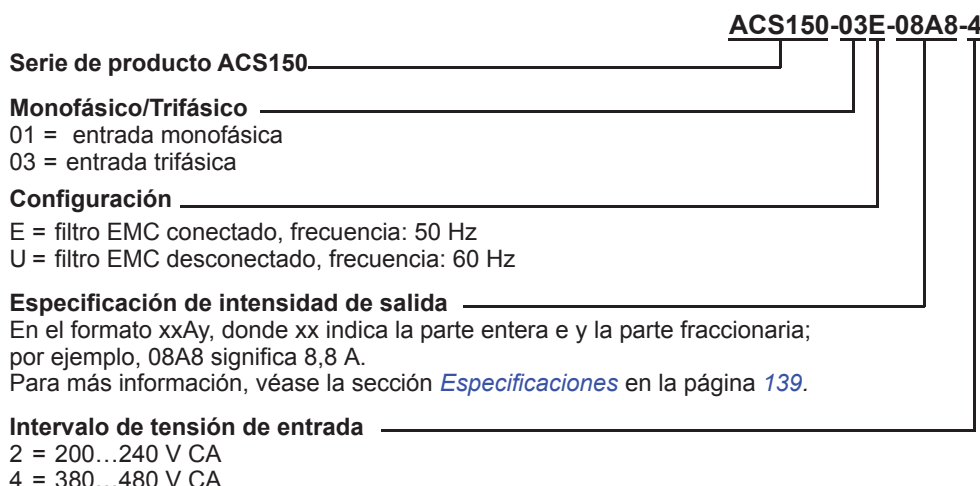 ACS150-03E-08A8-4
Serie de producto ACS150
Monofásico/Trifásico
01 = entrada monofásica
03 = entrada trifásica
Configuración
E = filtro EMC conectado, frecuencia: 50 Hz
U = filtro EMC desconectado, frecuencia: 60 Hz
Especificación de intensidad de salida
En el formato xxAy, donde xx indica la parte entera e y la parte fraccionaria;
por ejemplo, 08A8 significa 8,8 A.
Para más información, véase la sección Especificaciones en la página 139.
Intervalo de tensión de entrada
2 = 200…240 V CA
4 = 380…480 V CA